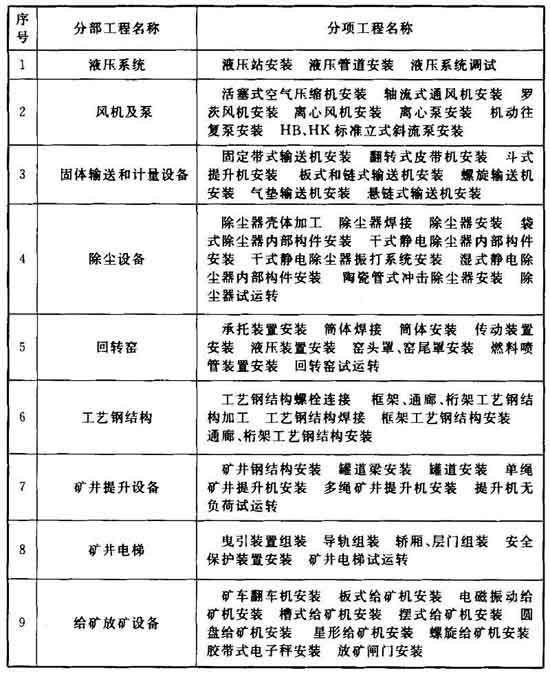 序号 分部工程名称 分项工程名称
1 液压系统 液压站安装 液压管道安装 液压系统调试
2 风机及泵 活塞式空气压缩机安装 轴流式通风机安装 罗
茨风机安装 离心风机安装 离心泵安装 机动往
复泵安装 HB、HK标准立式斜流泵安装
3 固体输送和计量设备 固定带式输送机安装 翻转式皮带机安装 斗式
提升机安装 板式和链式输送机安装 螺旋输送机
安装 气垫输送机安装 悬链式输送机安装
4 除尘设备 除尘器壳体加工 除尘器焊接 除尘器安装 袋
式除尘器内部构件安装 干式静电除尘器内部构件
安装 干式静电除尘器振打系统安装 湿式静电除
尘器内部构件安装 陶瓷管式冲击除尘器安装 除
尘器试运转
5 回转窑 承托装置安装 筒体焊接 筒体安装 传动装置
安装 液压装置安装 窑头罩、窑尾罩安装 燃料喷
管装置安装 回转窑试运转
6 工艺钢结构 工艺钢结构螺栓连接 框架、通廊、桁架工艺钢结
构加工 工艺钢结构焊接 框架工艺钢结构安装
通廊、桁架工艺钢结构安装
7 矿井提升设备 矿井钢结构安装 罐道梁安装 罐道安装 单绳
矿井提升机安装 多绳矿井提升机安装 提升机无
负荷试运转
8 矿井电梯 曳引装置组装 导轨组装 轿厢、层门组装 安全
保护装置安装 矿井电梯试运转
9 给矿放矿设备 矿车翻车机安装 板式给矿机安装 电磁振动给
矿机安装 槽式给矿机安装 摆式给矿机安装 圆
盘给矿机安装 星形给矿机安装 螺旋给矿机安装
胶带式电子秤安装 放矿闸门安装